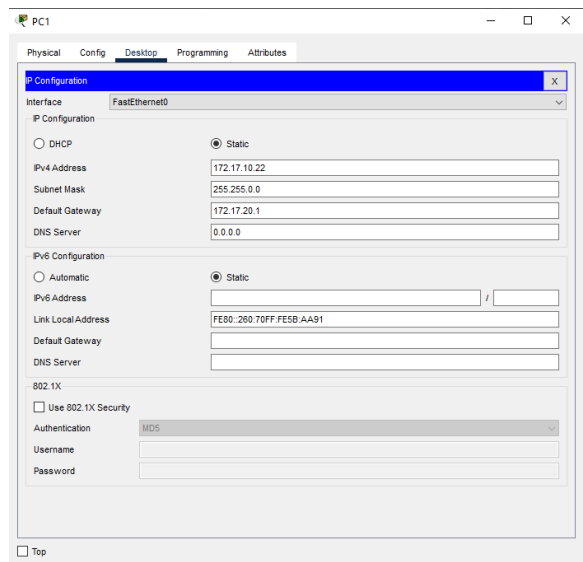 PC1
Physical Config Desktop Programming Attributes
IP Configuration X
Interface FastEthernet0
IP Configuration
DHCP Static
IPv4 Address 172.17.10.22
Subnet Mask 255.255.0.0
Default Gateway 172.17.20.1
DNS Server 0.0.0.0
IPv6 Configuration
Automatic Static
IPv6 Address /
Link Local Address FE80::260:70FF:FE5B:AA91
Default Gateway
DNS Server
802.1X
Use 802.1X Security
Authentication MD5
Username
Password
Top